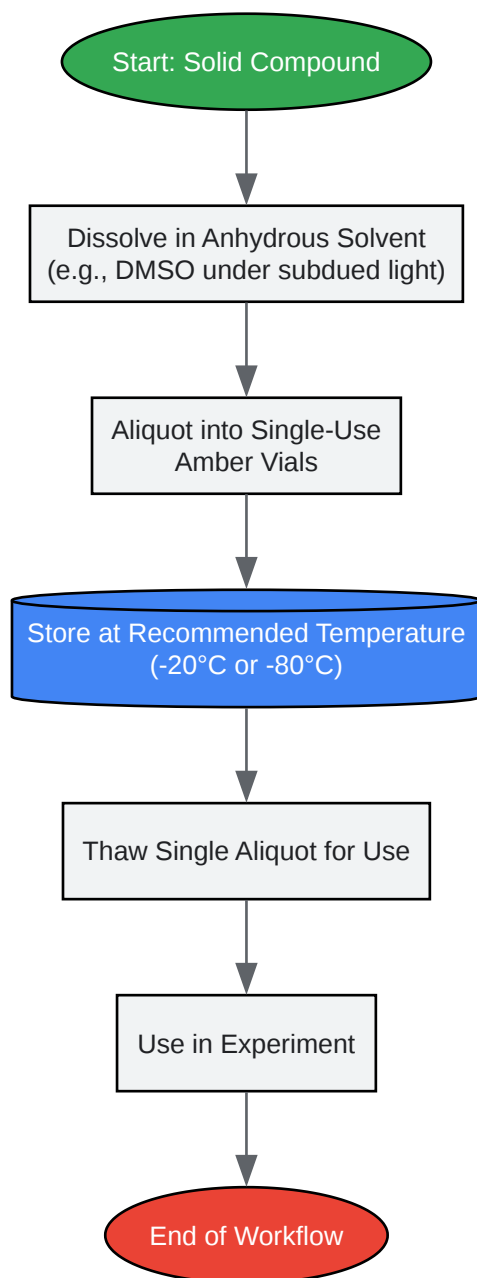 Start: Solid Compound
Dissolve in Anhydrous Solvent
(e.g., DMSO under subdued light)
Aliquot into Single-Use
Amber Vials
Store at Recommended Temperature
(-20°C or -80°C)
Thaw Single Aliquot for Use
Use in Experiment
End of Workflow